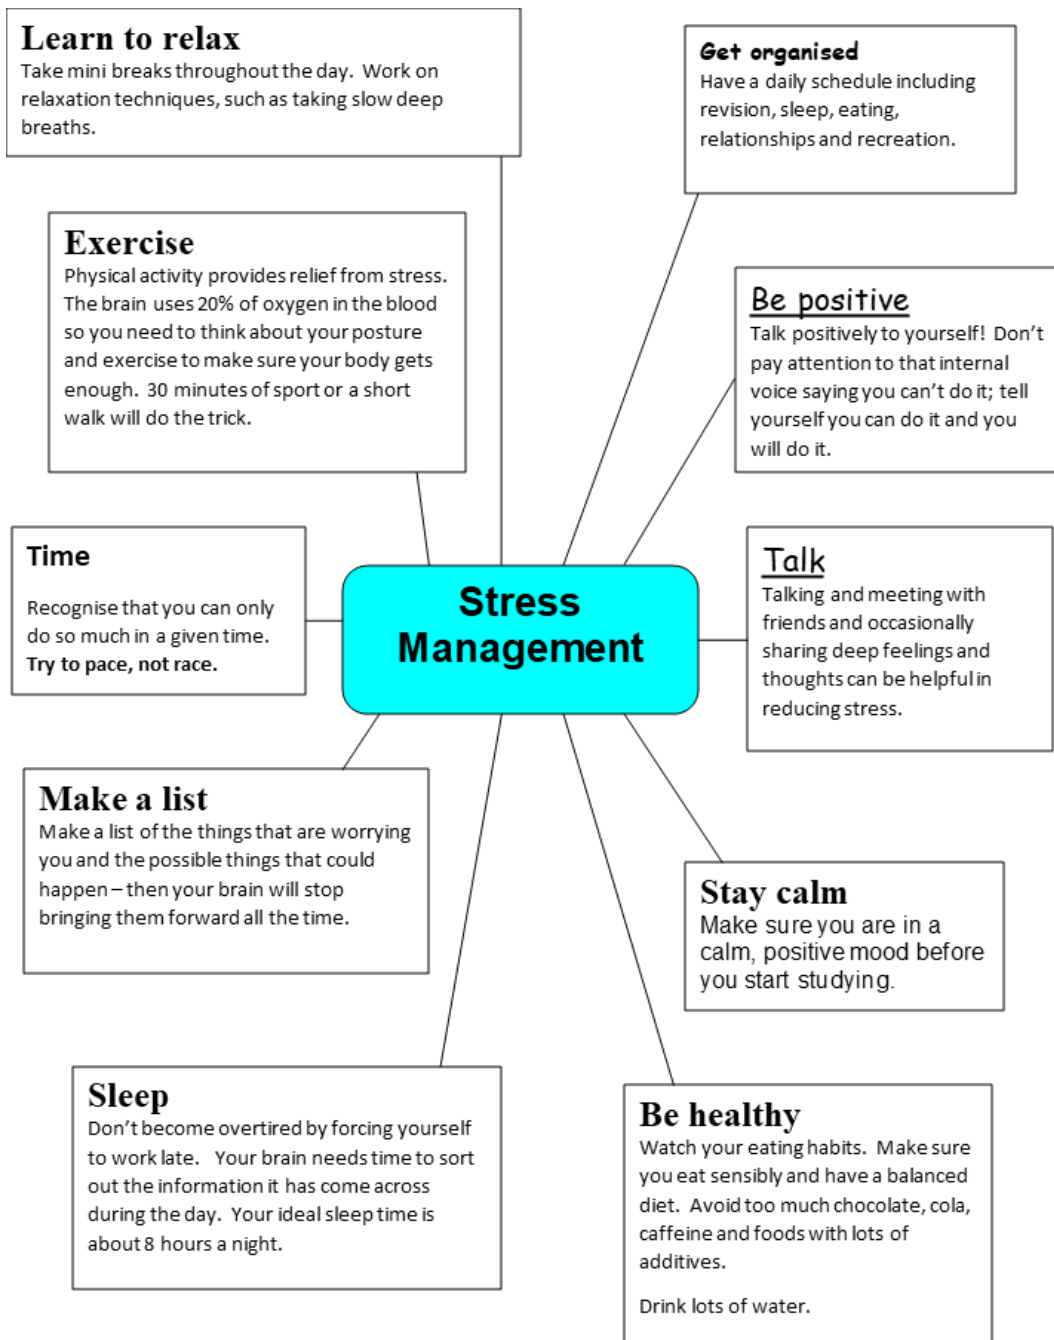 Learn to relax
Take mini breaks throughout the day. Work on
relaxation techniques, such as taking slow deep
breaths.
Get organised
Have a daily schedule including
revision, sleep, eating,
relationships and recreation.
Exercise
Physical activity provides relief from stress.
The brain uses 20% of oxygen in the blood
so you need to think about your posture
and exercise to make sure your body gets
enough. 30 minutes of sport or a short
walk will do the trick.
Be positive
Talk positively to yourself! Don't
pay attention to that internal
voice saying you can't do it; tell
yourself you can do it and you
will do it.
Time
Recognise that you can only
do so much in a given time.
Try to pace, not race.
Stress
Management
Talk
Talking and meeting with
friends and occasionally
sharing deep feelings and
thoughts can be helpful in
reducing stress.
Make a list
Make a list of the things that are worrying
you and the possible things that could
happen – then your brain will stop
bringing them forward all the time.
Stay calm
Make sure you are in a
calm, positive mood before
you start studying.
Sleep
Don't become overtired by forcing yourself
to work late. Your brain needs time to sort
out the information it has come across
during the day. Your ideal sleep time is
about 8 hours a night.
Be healthy
Watch your eating habits. Make sure
you eat sensibly and have a balanced
diet. Avoid too much chocolate, cola,
caffeine and foods with lots of
additives.
Drink lots of water.